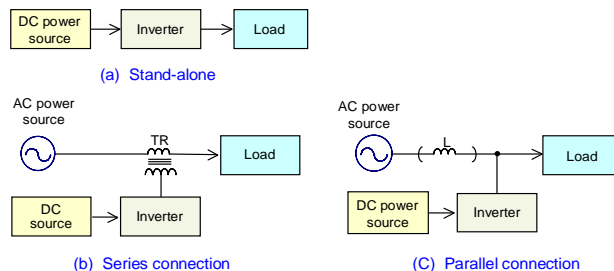 DC power
source
Inverter
Load
(a) Stand-alone
AC power
source
TR
Load
DC
source
Inverter
(b) Series connection
AC power
source
( L )
Load
DC power
source
Inverter
(C) Parallel connection